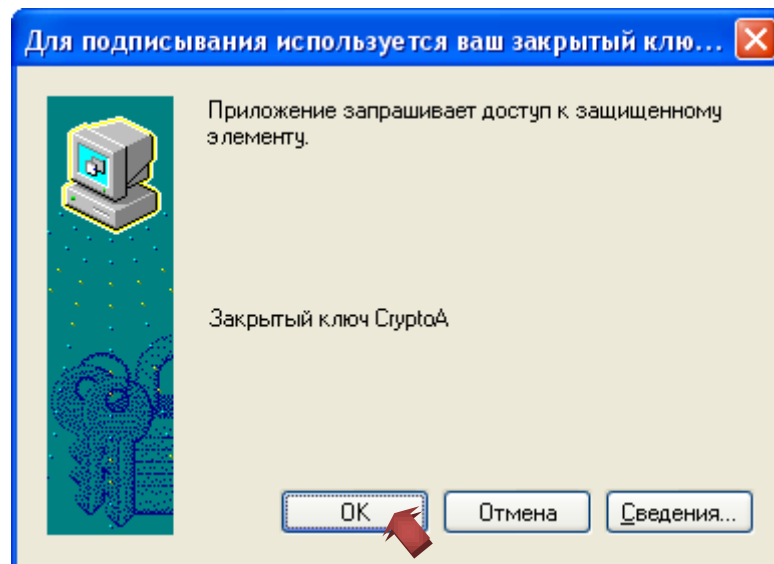 Для подписывания используется ваш закрытый клю...
Приложение запрашивает доступ к защищенному
элементу.
Закрытый ключ CryptoA
OK
Отмена
Сведения...